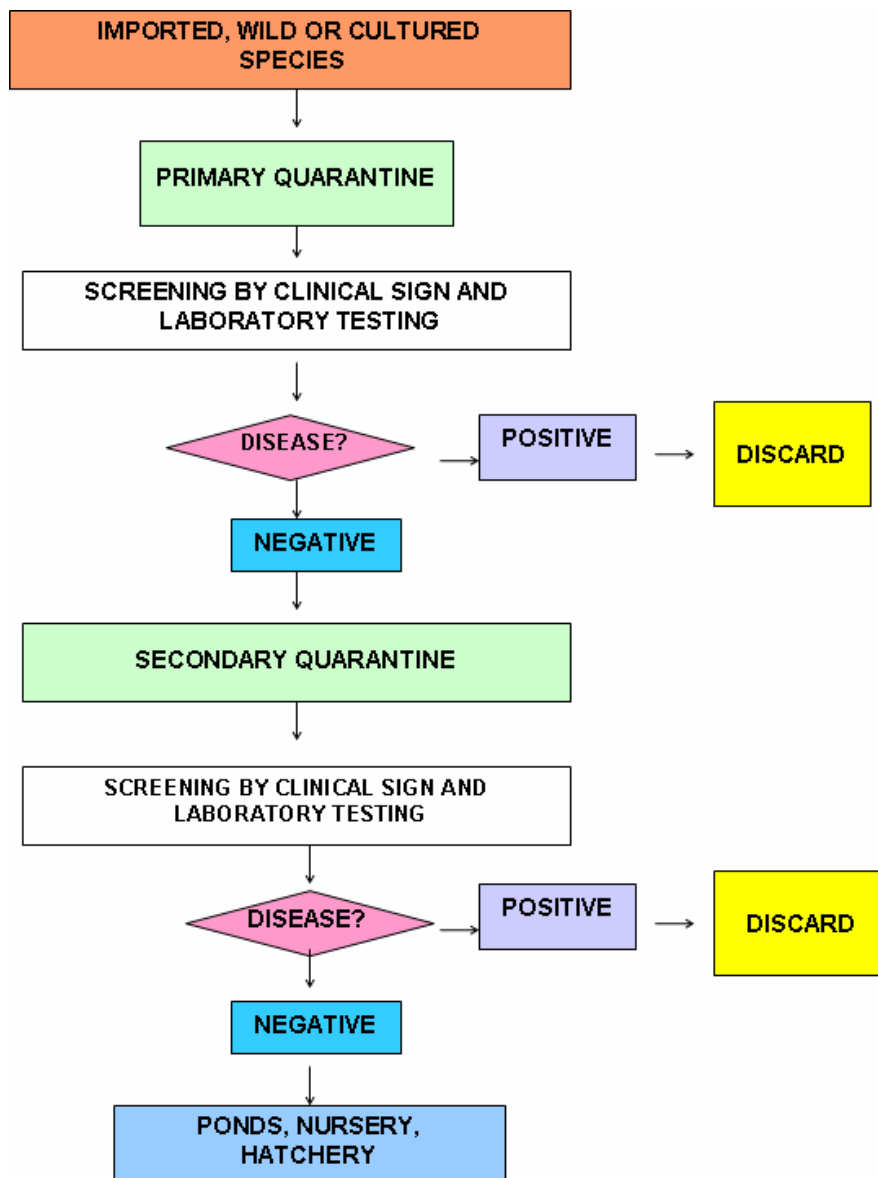 IMPORTED, WILD OR CULTURED
SPECIES
PRIMARY QUARANTINE
SCREENING BY CLINICAL SIGN AND
LABORATORY TESTING
DISEASE?
POSITIVE
DISCARD
NEGATIVE
SECONDARY QUARANTINE
SCREENING BY CLINICAL SIGN AND
LABORATORY TESTING
DISEASE?
POSITIVE
DISCARD
NEGATIVE
PONDS, NURSERY,
HATCHERY